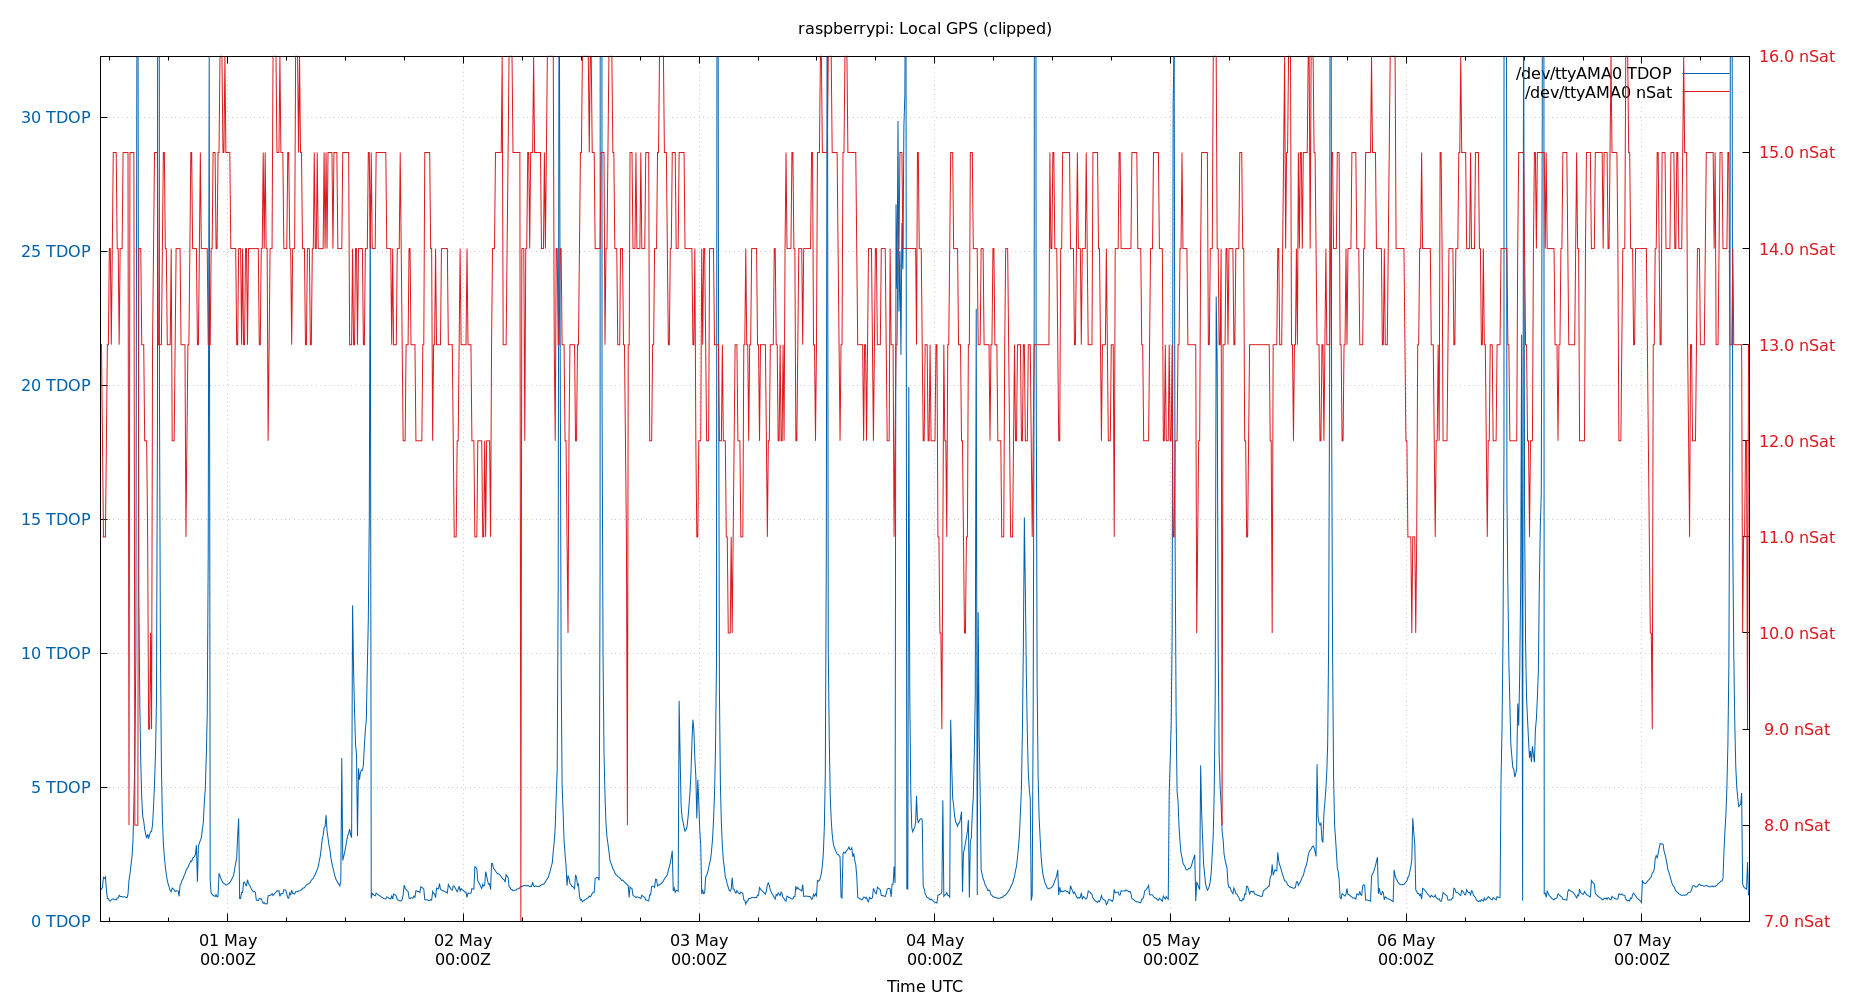 raspberrypi: Local GPS (clipped)
16.0 nSat
/dev/ttyAMA0 TDOP
/dev/ttyAMA0 nSat
30 TDOP
15.0 nSat
25 TDOP
14.0 nSat
13.0 nSat
20 TDOP
12.0 nSat
15 TDOP
11.0 nSat
10 TDOP
10.0 nSat
9.0 nSat
5 TDOP
8.0 nSat
0 TDOP
7.0 nSat
01 May 02 May 03 May 04 May 05 May 06 May 07 May
00:00Z 00:00Z 00:00Z 00:00Z 00:00Z 00:00Z 00:00Z
Time UTC